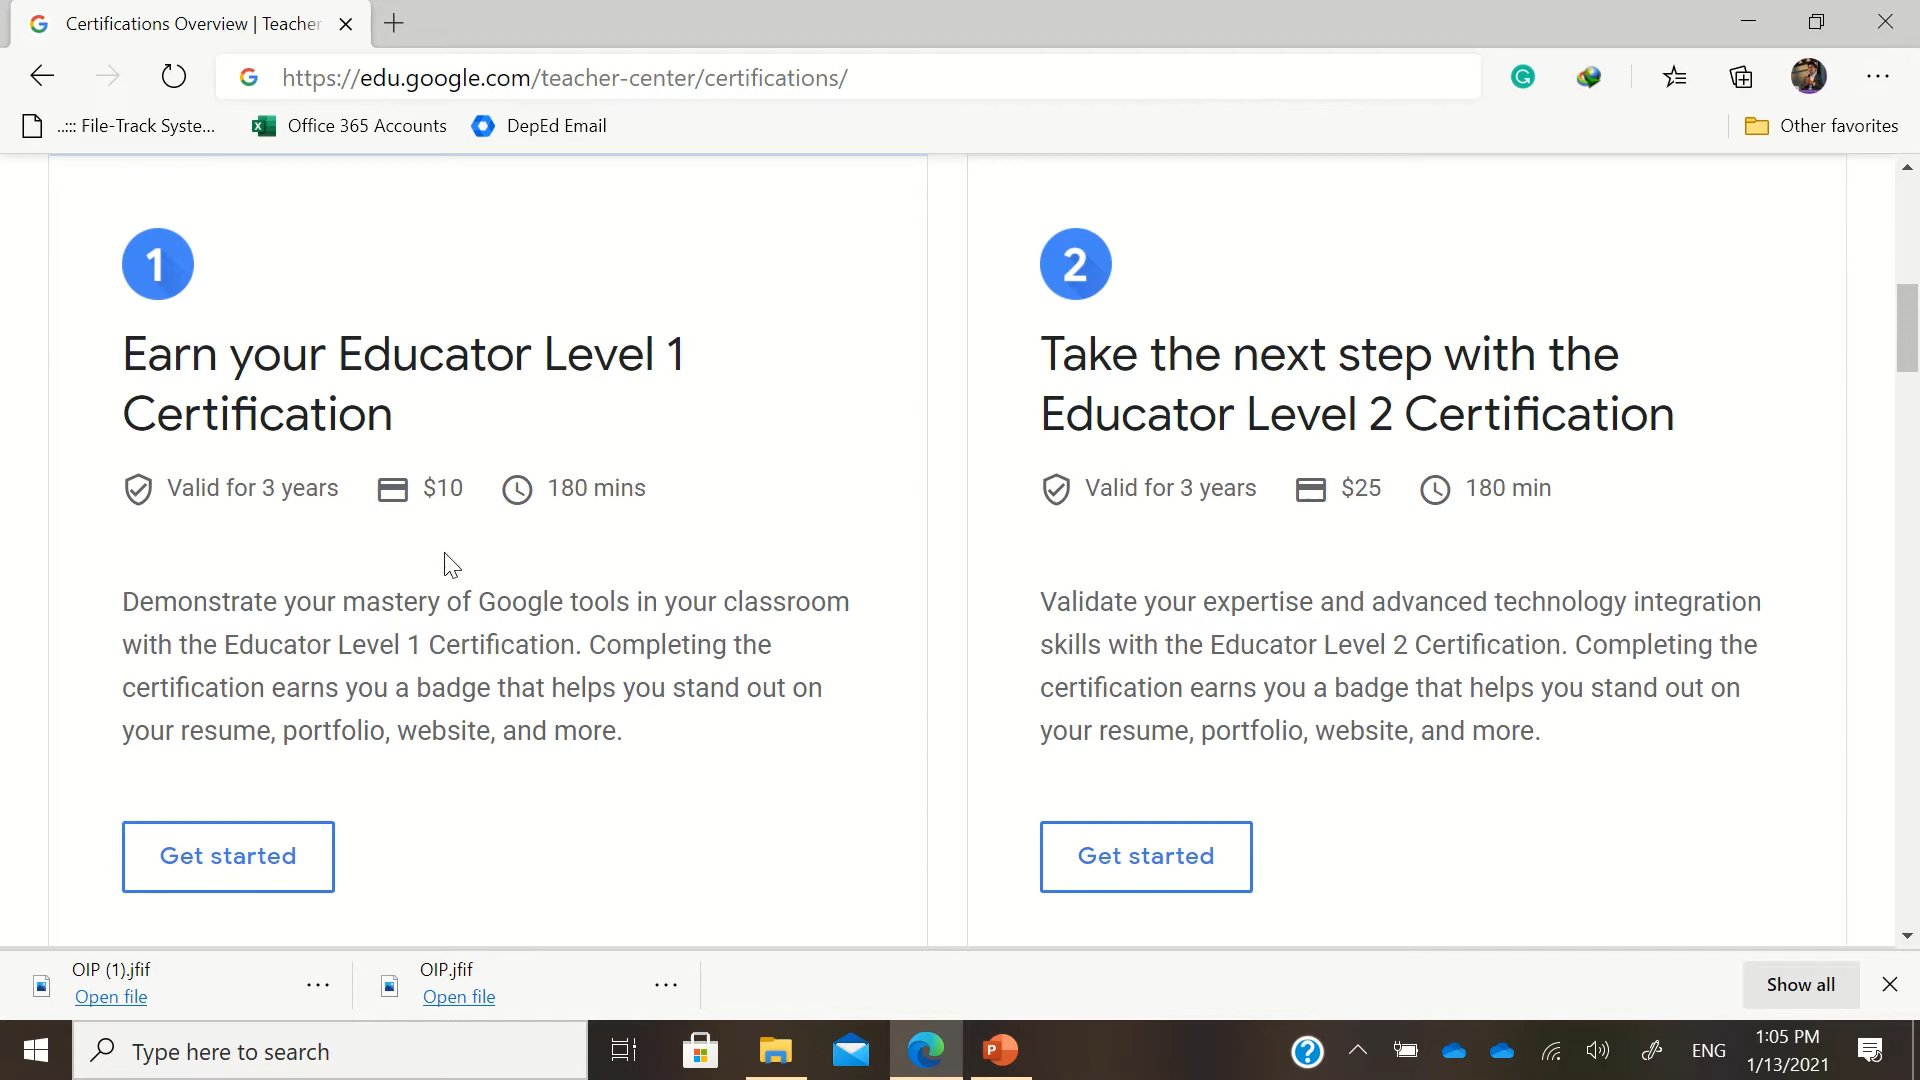 Certifications Overview | Teacher
https://edu.google.com/teacher-center/certifications/
..::: File-Track Syste...
Office 365 Accounts
DepEd Email
Other favorites
1
Earn your Educator Level 1
Certification
Valid for 3 years
$10
180 mins
Demonstrate your mastery of Google tools in your classroom
with the Educator Level 1 Certification. Completing the
certification earns you a badge that helps you stand out on
your resume, portfolio, website, and more.
Get started
2
Take the next step with the
Educator Level 2 Certification
Valid for 3 years
$25
180 min
Validate your expertise and advanced technology integration
skills with the Educator Level 2 Certification. Completing the
certification earns you a badge that helps you stand out on
your resume, portfolio, website, and more.
Get started
OIP (1).jfif
Open file
OIP.jfif
Open file
Show all
Type here to search
ENG
1:05 PM
1/13/2021